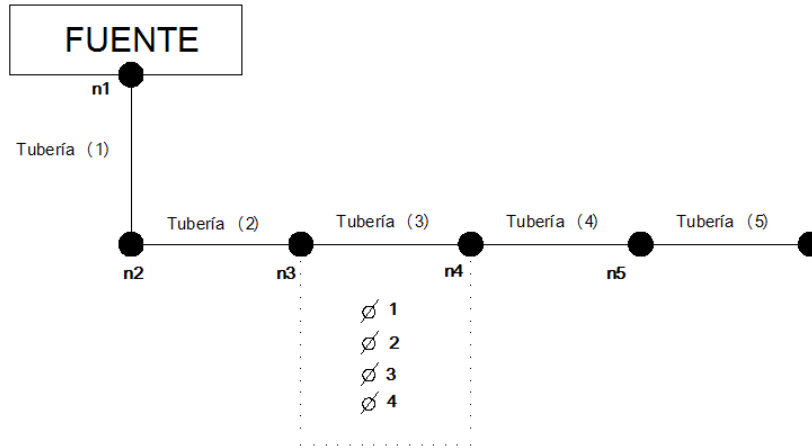 FUENTE
n1
Tubería (1)
Tubería (2)
Tubería (3)
Tubería (4)
Tubería (5)
n2
n3
n4
n5
1
2
3
4